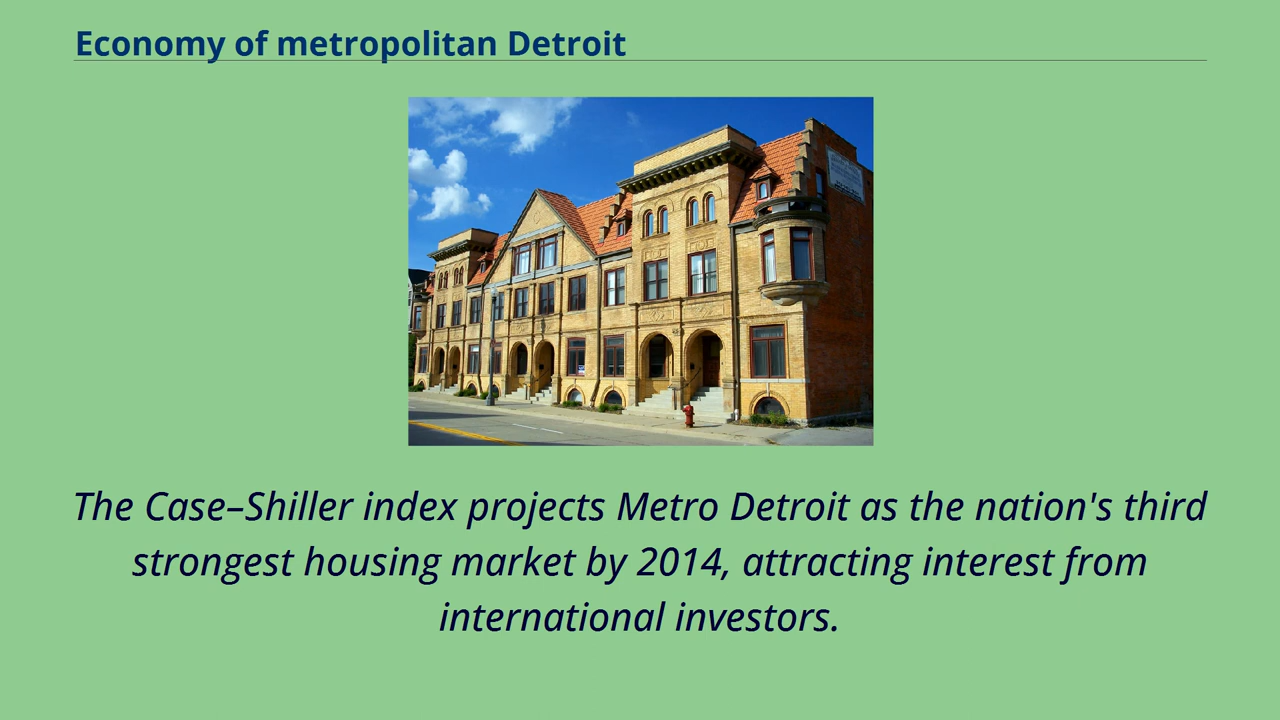 Economy of metropolitan Detroit
The Case–Shiller index projects Metro Detroit as the nation's third
strongest housing market by 2014, attracting interest from
international investors.